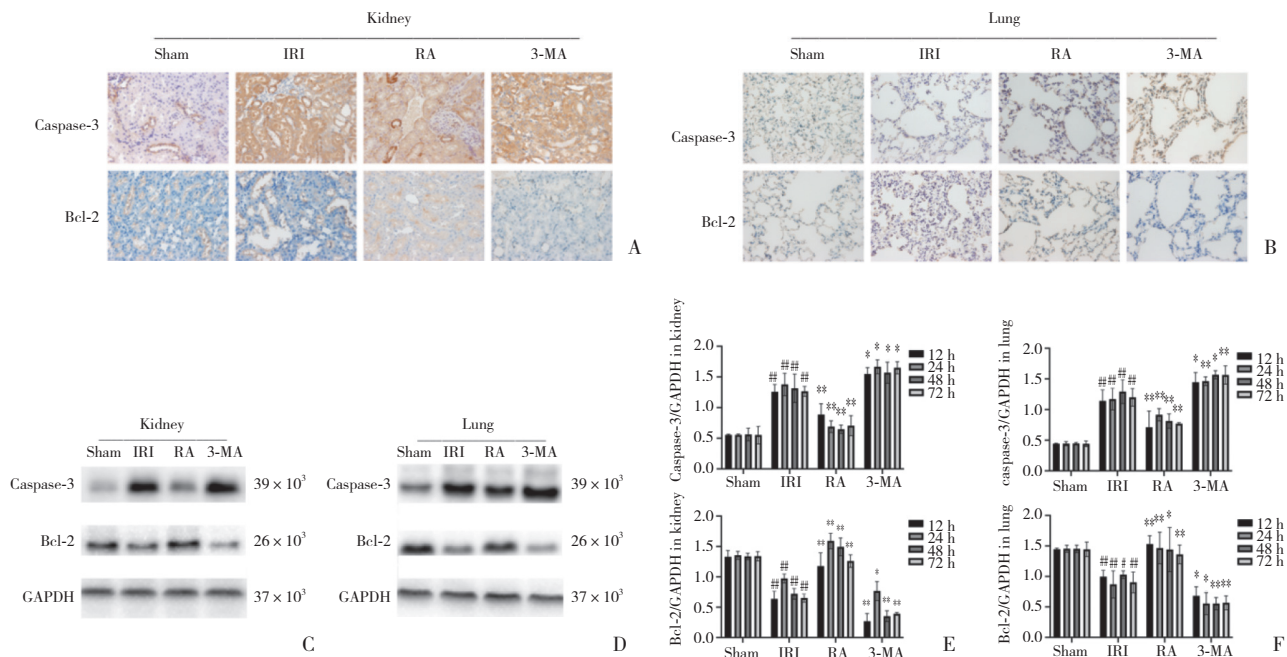 Kidney
Sham IRI RA 3-MA
Caspase-3
Bcl-2
A
Lung
Sham IRI RA 3-MA
Caspase-3
Bcl-2
B
Kidney
Sham IRI RA 3-MA
Caspase-3 39 × 10³
Bcl-2 26 × 10³
GAPDH 37 × 10³
C
Lung
Sham IRI RA 3-MA
Caspase-3 39 × 10³
Bcl-2 26 × 10³
GAPDH 37 × 10³
D
Caspase-3/GAPDH in kidney
2.0
1.5
1.0
0.5
0.0
## ## ## ##
‡‡ ‡‡ ‡‡ ‡‡
‡ ‡ ‡ ‡
12 h
24 h
48 h
72 h
Sham IRI RA 3-MA
Bcl-2/GAPDH in kidney
2.0
1.5
1.0
0.5
0.0
## ## ## ##
‡‡ ‡‡ ‡‡ ‡‡
‡‡ ‡ ‡‡ ‡‡
12 h
24 h
48 h
72 h
Sham IRI RA 3-MA
E
caspase-3/GAPDH in lung
2.0
1.5
1.0
0.5
0.0
## ## ## ##
‡‡ ‡‡ ‡‡ ‡‡
‡ ‡‡ ‡ ‡‡
12 h
24 h
48 h
72 h
Sham IRI RA 3-MA
Bcl-2/GAPDH in lung
2.0
1.5
1.0
0.5
0.0
## ## # ##
‡‡ ‡‡ ‡ ‡‡
‡ ‡ ‡‡ ‡‡
12 h
24 h
48 h
72 h
Sham IRI RA 3-MA
F